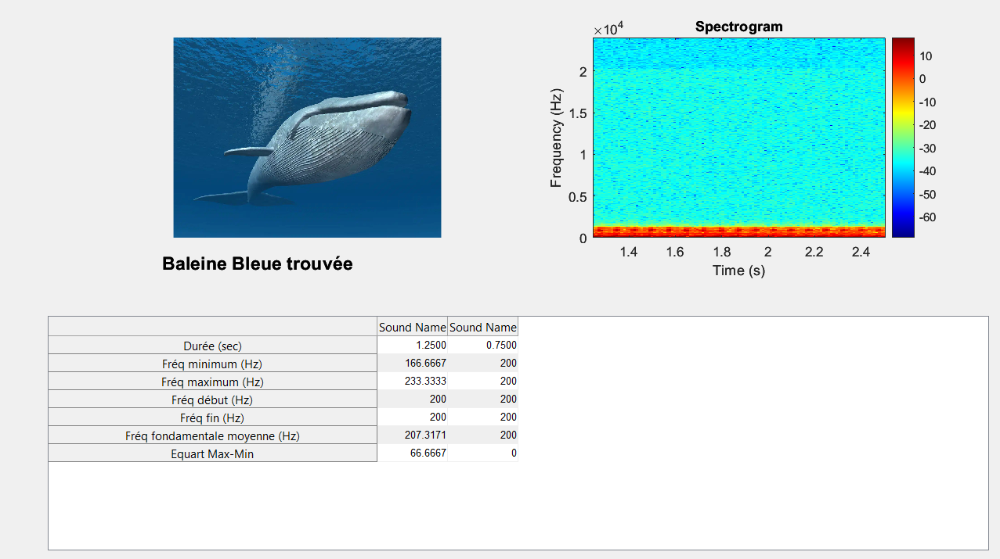 Baleine Bleue trouvée
×10⁴
Spectrogram
Frequency (Hz)
2
1.5
1
0.5
0
1.4 1.6 1.8 2 2.2 2.4
Time (s)
10
0
-10
-20
-30
-40
-50
-60
Sound Name Sound Name
Durée (sec) 1.2500 0.7500
Fréq minimum (Hz) 166.6667 200
Fréq maximum (Hz) 233.3333 200
Fréq début (Hz) 200 200
Fréq fin (Hz) 200 200
Fréq fondamentale moyenne (Hz) 207.3171 200
Equart Max-Min 66.6667 0